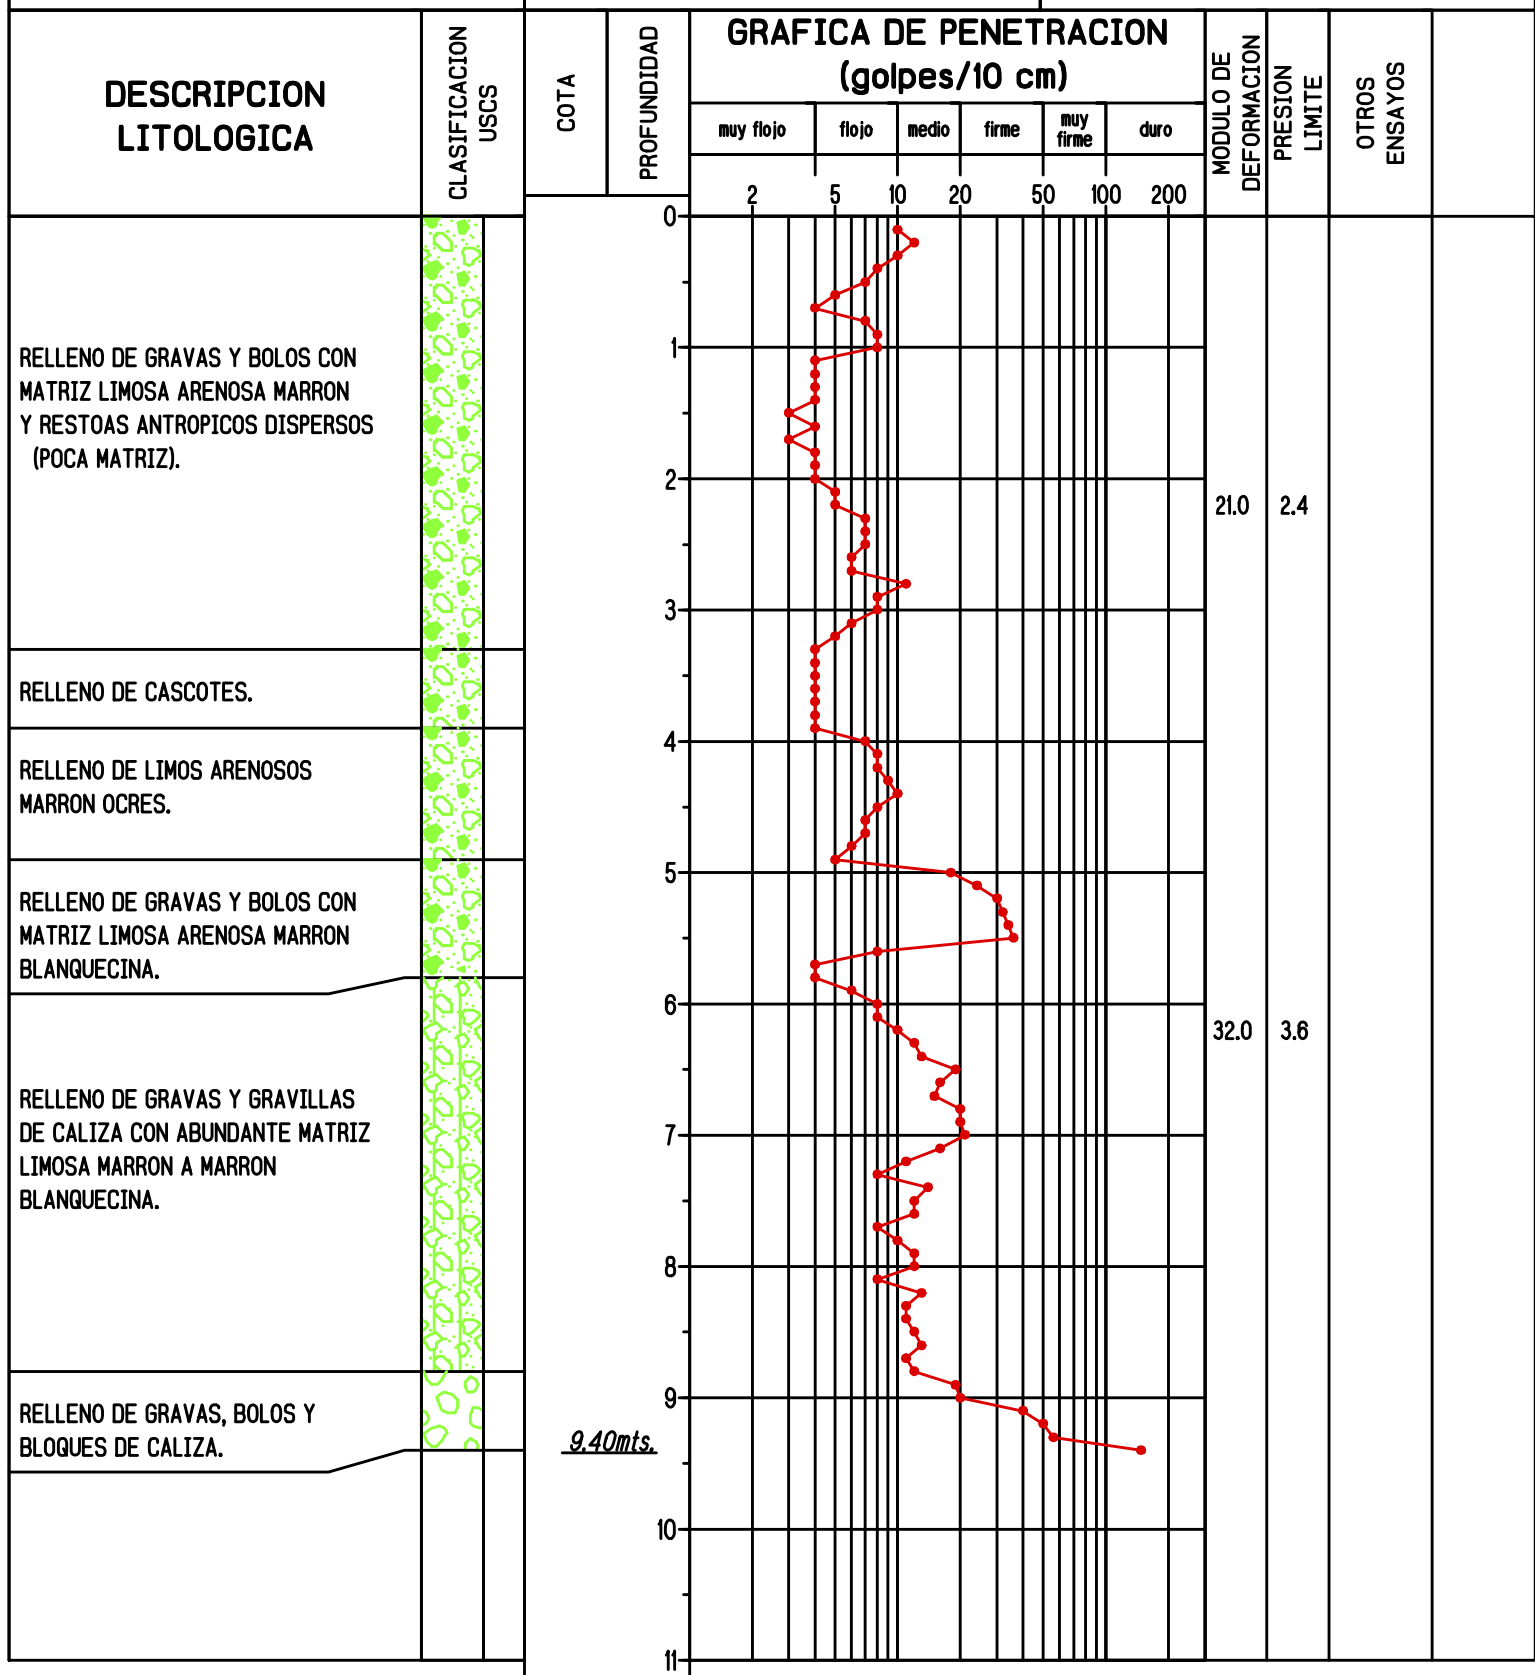 DESCRIPCION
LITOLOGICA
CLASIFICACION
USCS
COTA
PROFUNDIDAD
GRAFICA DE PENETRACION
(golpes/10 cm)
muy flojo
flojo
medio
firme
muy
firme
duro
2 5 10 20 50 100 200
MODULO DE
DEFORMACION
PRESION
LIMITE
OTROS
ENSAYOS
0
RELLENO DE GRAVAS Y BOLOS CON
MATRIZ LIMOSA ARENOSA MARRON
Y RESTOAS ANTROPICOS DISPERSOS
(POCA MATRIZ).
1
2
21.0 2.4
3
RELLENO DE CASCOTES.
4
RELLENO DE LIMOS ARENOSOS
MARRON OCRES.
5
RELLENO DE GRAVAS Y BOLOS CON
MATRIZ LIMOSA ARENOSA MARRON
BLANQUECINA.
6
32.0 3.6
RELLENO DE GRAVAS Y GRAVILLAS
DE CALIZA CON ABUNDANTE MATRIZ
LIMOSA MARRON A MARRON
BLANQUECINA.
7
8
9
RELLENO DE GRAVAS, BOLOS Y
BLOQUES DE CALIZA.
9.40mts.
10
11